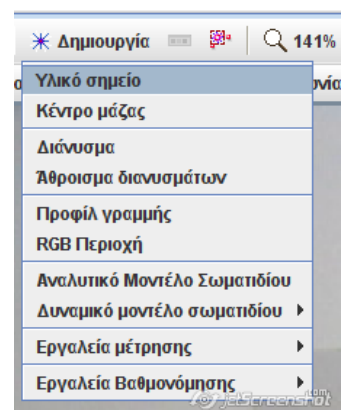 Δημιουργία 141%
Υλικό σημείο
Κέντρο μάζας
Διάνυσμα
Άθροισμα διανυσμάτων
Προφίλ γραμμής
RGB Περιοχή
Αναλυτικό Μοντέλο Σωματιδίου
Δυναμικό μοντέλο σωματιδίου
Εργαλεία μέτρησης
Εργαλεία Βαθμονόμησης
jetScreenshot